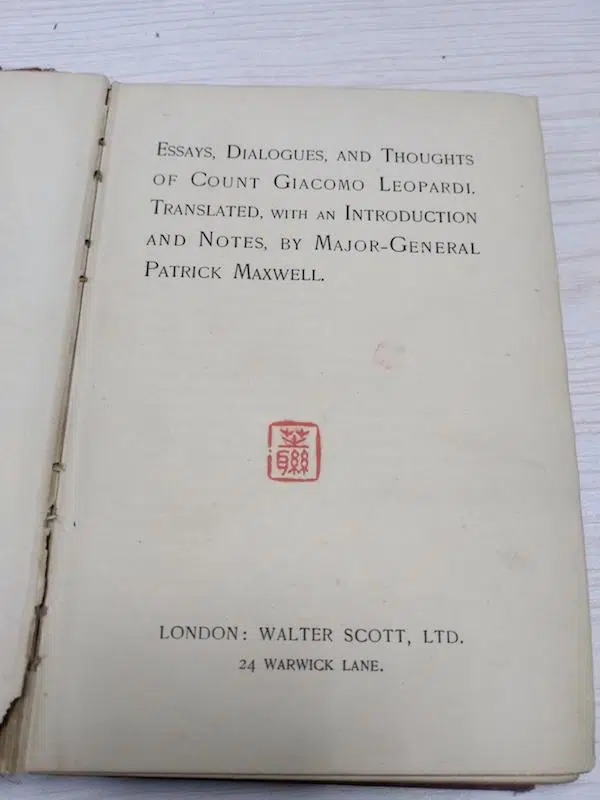 Essays, Dialogues, and Thoughts
of Count Giacomo Leopardi.
Translated, with an Introduction
and Notes, by Major-General
Patrick Maxwell.
聯
LONDON: WALTER SCOTT, LTD.
24 WARWICK LANE.